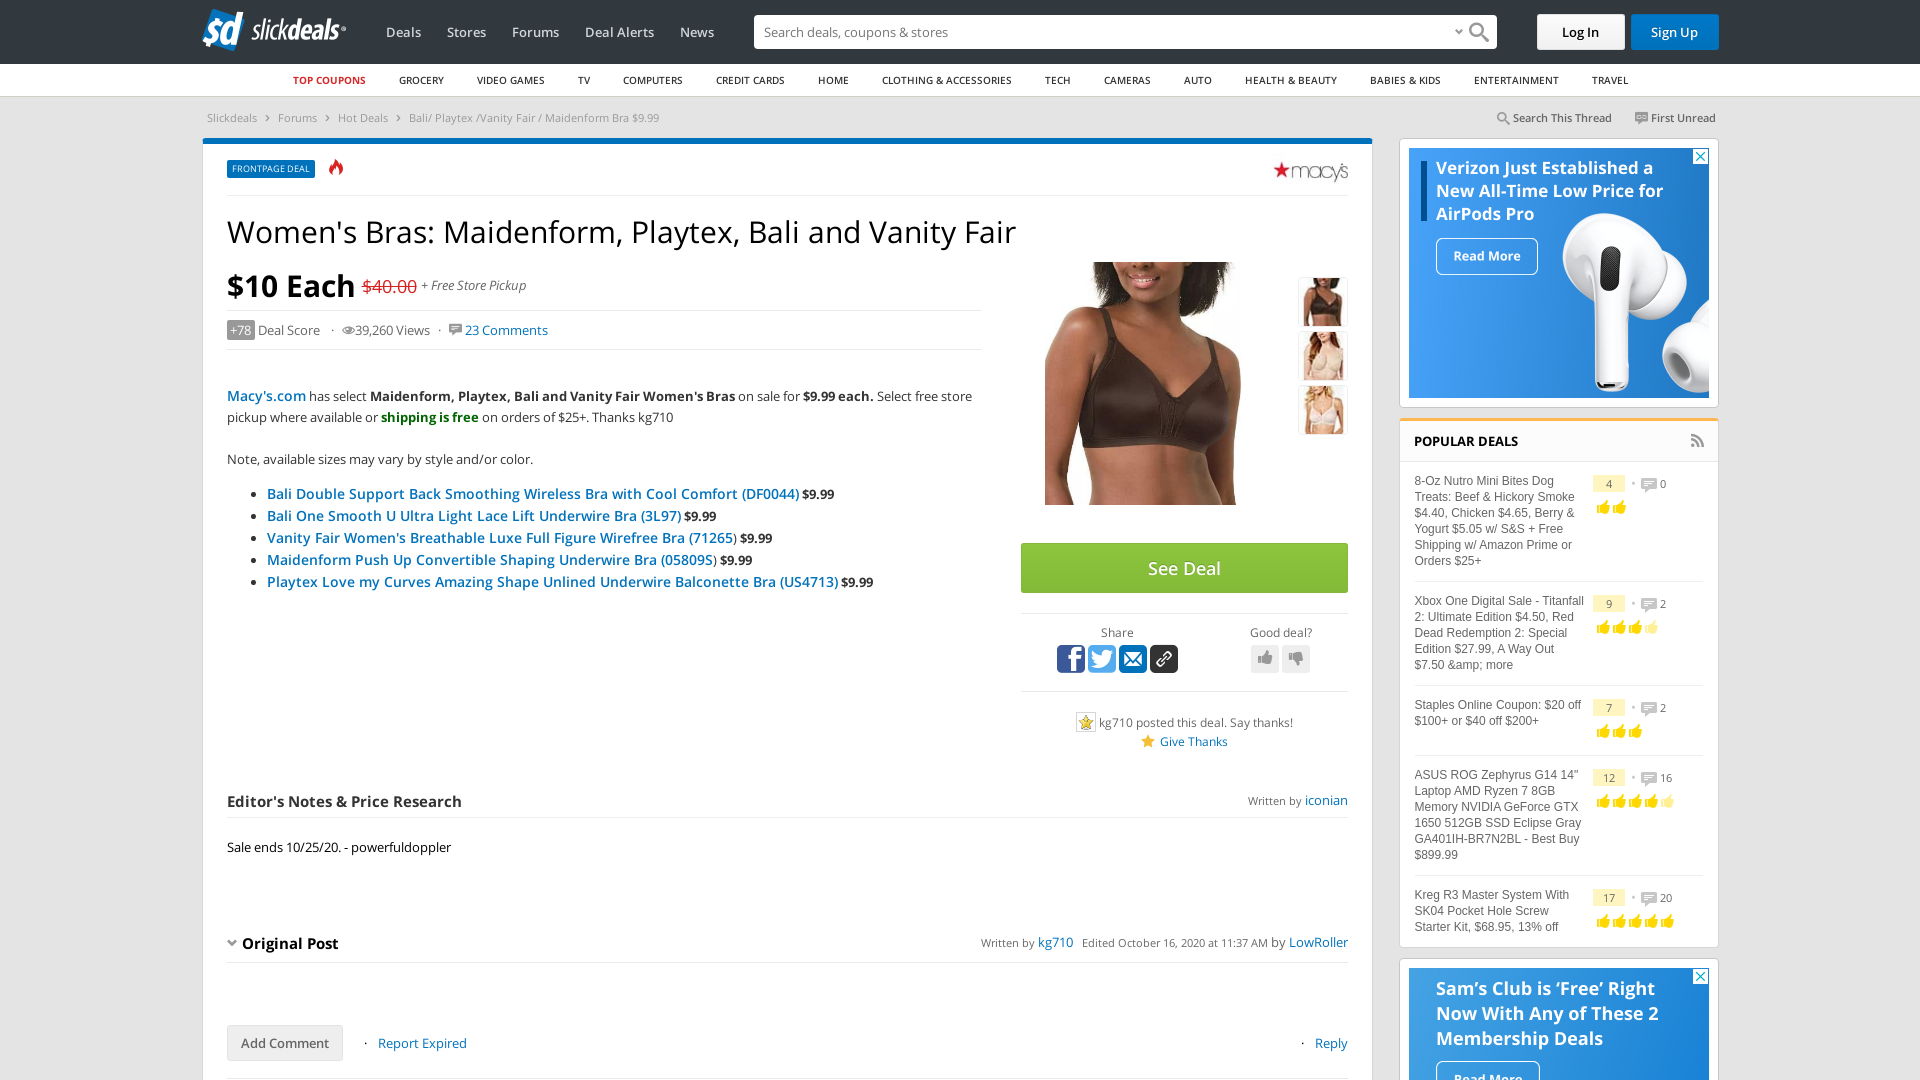 sd slickdeals
Deals Stores Forums Deal Alerts News
Search deals, coupons & stores
Log In Sign Up
TOP COUPONS GROCERY VIDEO GAMES TV COMPUTERS CREDIT CARDS HOME CLOTHING & ACCESSORIES TECH CAMERAS AUTO HEALTH & BEAUTY BABIES & KIDS ENTERTAINMENT TRAVEL
Slickdeals > Forums > Hot Deals > Bali/ Playtex /Vanity Fair / Maidenform Bra $9.99
Search This Thread First Unread
FRONTPAGE DEAL
macy's
Women's Bras: Maidenform, Playtex, Bali and Vanity Fair
$10 Each $40.00 + Free Store Pickup
+78 Deal Score · 39,260 Views · 23 Comments
Macy's.com has select Maidenform, Playtex, Bali and Vanity Fair Women's Bras on sale for $9.99 each. Select free store
pickup where available or shipping is free on orders of $25+. Thanks kg710
Note, available sizes may vary by style and/or color.
• Bali Double Support Back Smoothing Wireless Bra with Cool Comfort (DF0044) $9.99
• Bali One Smooth U Ultra Light Lace Lift Underwire Bra (3L97) $9.99
• Vanity Fair Women's Breathable Luxe Full Figure Wirefree Bra (71265) $9.99
• Maidenform Push Up Convertible Shaping Underwire Bra (05809S) $9.99
• Playtex Love my Curves Amazing Shape Unlined Underwire Balconette Bra (US4713) $9.99
See Deal
Share Good deal?
kg710 posted this deal. Say thanks!
Give Thanks
Editor's Notes & Price Research
Written by iconian
Sale ends 10/25/20. - powerfuldoppler
Original Post
Written by kg710 Edited October 16, 2020 at 11:37 AM by LowRoller
Add Comment · Report Expired
· Reply
Verizon Just Established a
New All-Time Low Price for
AirPods Pro
Read More
POPULAR DEALS
8-Oz Nutro Mini Bites Dog
Treats: Beef & Hickory Smoke
$4.40, Chicken $4.65, Berry &
Yogurt $5.05 w/ S&S + Free
Shipping w/ Amazon Prime or
Orders $25+
4 • 0
Xbox One Digital Sale - Titanfall
2: Ultimate Edition $4.50, Red
Dead Redemption 2: Special
Edition $27.99, A Way Out
$7.50 &amp; more
9 • 2
Staples Online Coupon: $20 off
$100+ or $40 off $200+
7 • 2
ASUS ROG Zephyrus G14 14"
Laptop AMD Ryzen 7 8GB
Memory NVIDIA GeForce GTX
1650 512GB SSD Eclipse Gray
GA401IH-BR7N2BL - Best Buy
$899.99
12 • 16
Kreg R3 Master System With
SK04 Pocket Hole Screw
Starter Kit, $68.95, 13% off
17 • 20
Sam's Club is 'Free' Right
Now With Any of These 2
Membership Deals
Read More